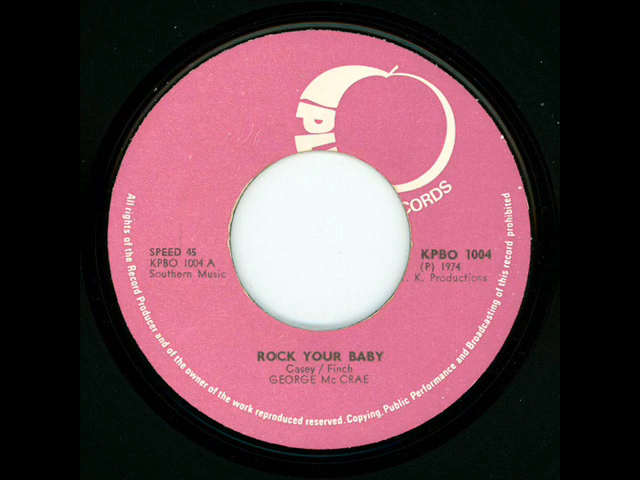 PL
CORDS
SPEED 45
KPBO 1004 A
Southern Music
KPBO 1004
(P) 1974
. K. Productions
ROCK YOUR BABY
Casey / Finch
GEORGE Mc CRAE
All rights of the Record Producer and of the owner of the work reproduced reserved. Copying, Public Performance and Broadcasting of this record prohibited